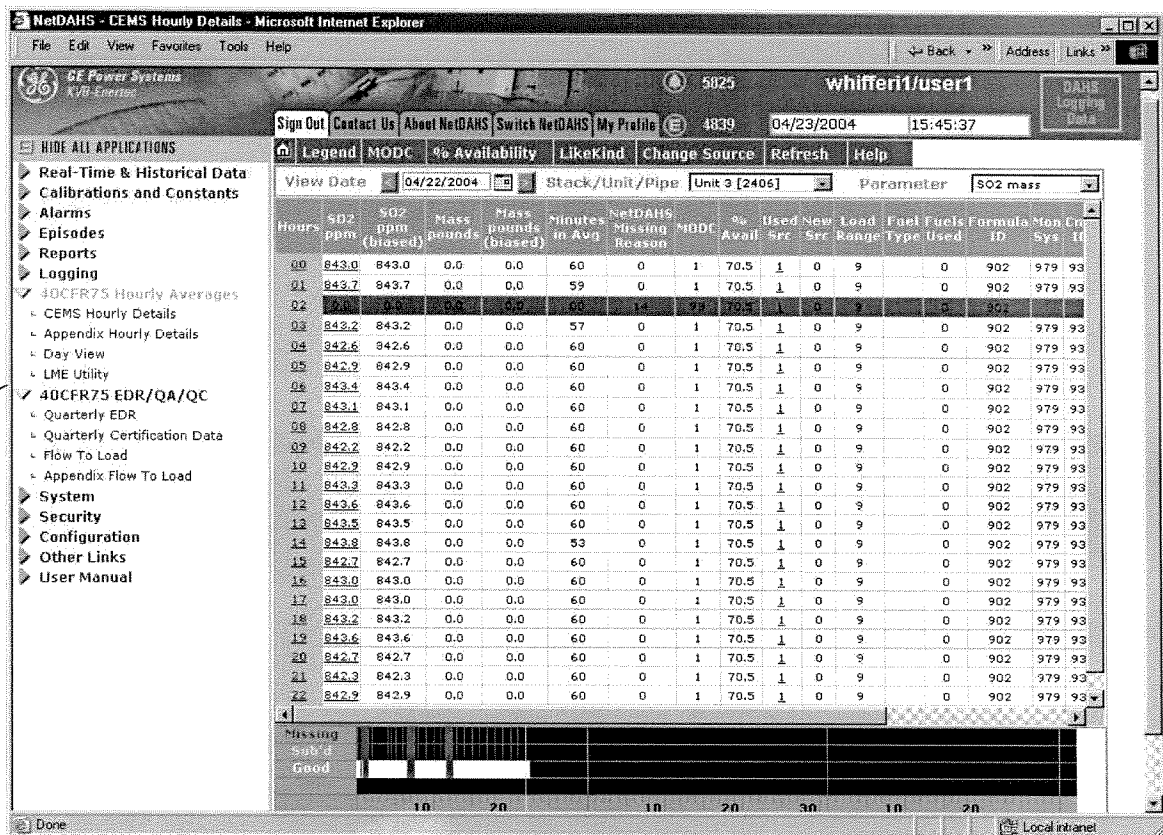 NetDAHS - CEMS Hourly Details - Microsoft Internet Explorer
File Edit View Favorites Tools Help
Back Address Links
GE Power Systems
KVB-Enertec
5825
whifferi1/user1
DAHS
Logging
Data
Sign Out Contact Us About NetDAHS Switch NetDAHS My Profile
4839
04/23/2004 15:45:37
HIDE ALL APPLICATIONS
Real-Time & Historical Data
Calibrations and Constants
Alarms
Episodes
Reports
Logging
40CFR75 Hourly Averages
CEMS Hourly Details
Appendix Hourly Details
Day View
LME Utility
40CFR75 EDR/QA/QC
Quarterly EDR
Quarterly Certification Data
Flow To Load
Appendix Flow To Load
System
Security
Configuration
Other Links
User Manual
Legend MODC % Availability LikeKind Change Source Refresh Help
View Date 04/22/2004 Stack/Unit/Pipe Unit 3 [2406] Parameter SO2 mass
Hours SO2 ppm SO2 ppm (biased) Mass pounds Mass pounds (biased) Minutes in Avg NetDAHS Missing Reason MODC % Avail Used Src New Src Load Range Fuel Type Fuels Used Formula ID Mon Sys
00 843.0 843.0 0.0 0.0 60 0 1 70.5 1 0 9 0 902 979 93
01 843.7 843.7 0.0 0.0 59 0 1 70.5 1 0 9 0 902 979 93
02 0.0 0.0 0.0 0.0 00 14 99 70.5 1 0 9 0 902
03 843.2 843.2 0.0 0.0 57 0 1 70.5 1 0 9 0 902 979 93
04 842.6 842.6 0.0 0.0 60 0 1 70.5 1 0 9 0 902 979 93
05 842.9 842.9 0.0 0.0 60 0 1 70.5 1 0 9 0 902 979 93
06 843.4 843.4 0.0 0.0 60 0 1 70.5 1 0 9 0 902 979 93
07 843.1 843.1 0.0 0.0 60 0 1 70.5 1 0 9 0 902 979 93
08 842.8 842.8 0.0 0.0 60 0 1 70.5 1 0 9 0 902 979 93
09 842.2 842.2 0.0 0.0 60 0 1 70.5 1 0 9 0 902 979 93
10 842.9 842.9 0.0 0.0 60 0 1 70.5 1 0 9 0 902 979 93
11 843.3 843.3 0.0 0.0 60 0 1 70.5 1 0 9 0 902 979 93
12 843.6 843.6 0.0 0.0 60 0 1 70.5 1 0 9 0 902 979 93
13 843.5 843.5 0.0 0.0 60 0 1 70.5 1 0 9 0 902 979 93
14 843.8 843.8 0.0 0.0 53 0 1 70.5 1 0 9 0 902 979 93
15 842.7 842.7 0.0 0.0 60 0 1 70.5 1 0 9 0 902 979 93
16 843.0 843.0 0.0 0.0 60 0 1 70.5 1 0 9 0 902 979 93
17 843.0 843.0 0.0 0.0 60 0 1 70.5 1 0 9 0 902 979 93
18 843.2 843.2 0.0 0.0 60 0 1 70.5 1 0 9 0 902 979 93
19 843.6 843.6 0.0 0.0 60 0 1 70.5 1 0 9 0 902 979 93
20 842.7 842.7 0.0 0.0 60 0 1 70.5 1 0 9 0 902 979 93
21 842.3 842.3 0.0 0.0 60 0 1 70.5 1 0 9 0 902 979 93
22 842.9 842.9 0.0 0.0 60 0 1 70.5 1 0 9 0 902 979 93
Missing
Sub'd
Good
10 20 10 20 30 10 20
Done Local intranet